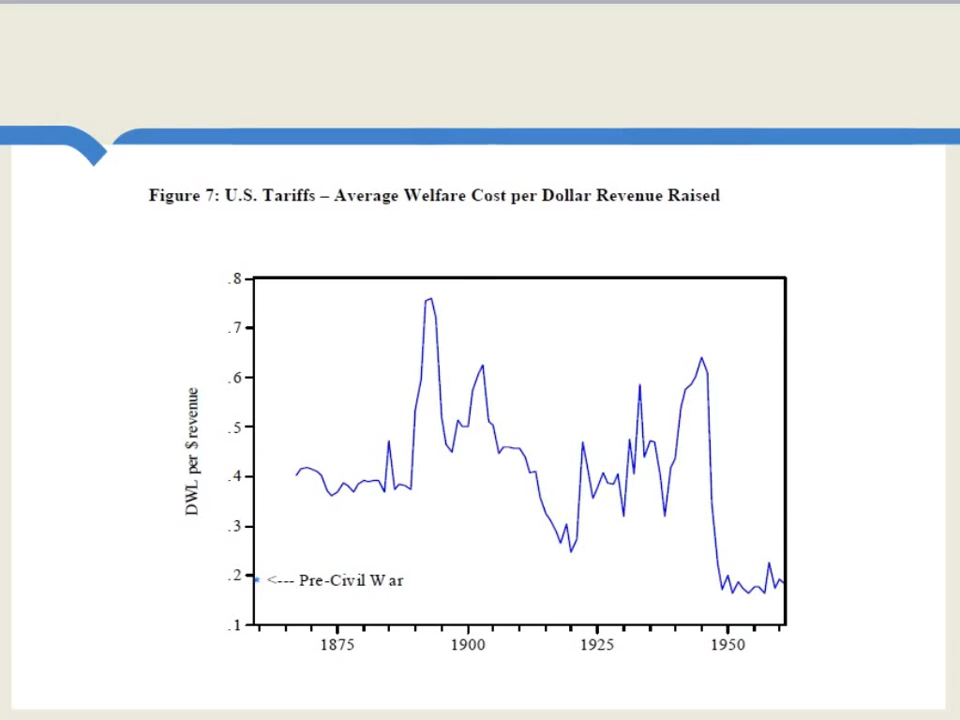 Figure 7: U.S. Tariffs – Average Welfare Cost per Dollar Revenue Raised
.8
.7
.6
.5
.4
.3
.2
.1
DWL per $ revenue
* <--- Pre-Civil War
1875 1900 1925 1950